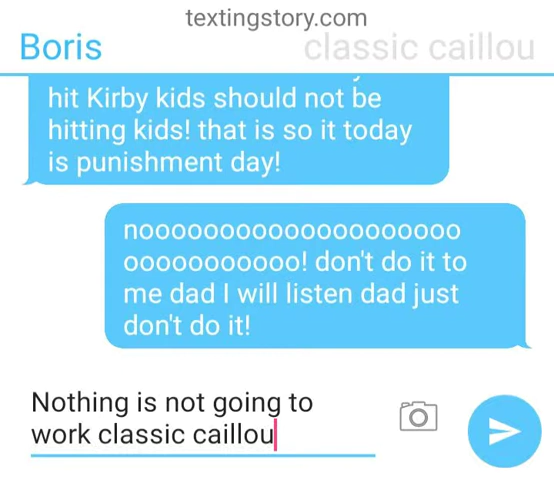 textingstory.com
Boris classic caillou
hit Kirby kids should not be
hitting kids! that is so it today
is punishment day!
noooooooooooooooooooo
ooooooooooo! don't do it to
me dad I will listen dad just
don't do it!
Nothing is not going to
work classic caillou